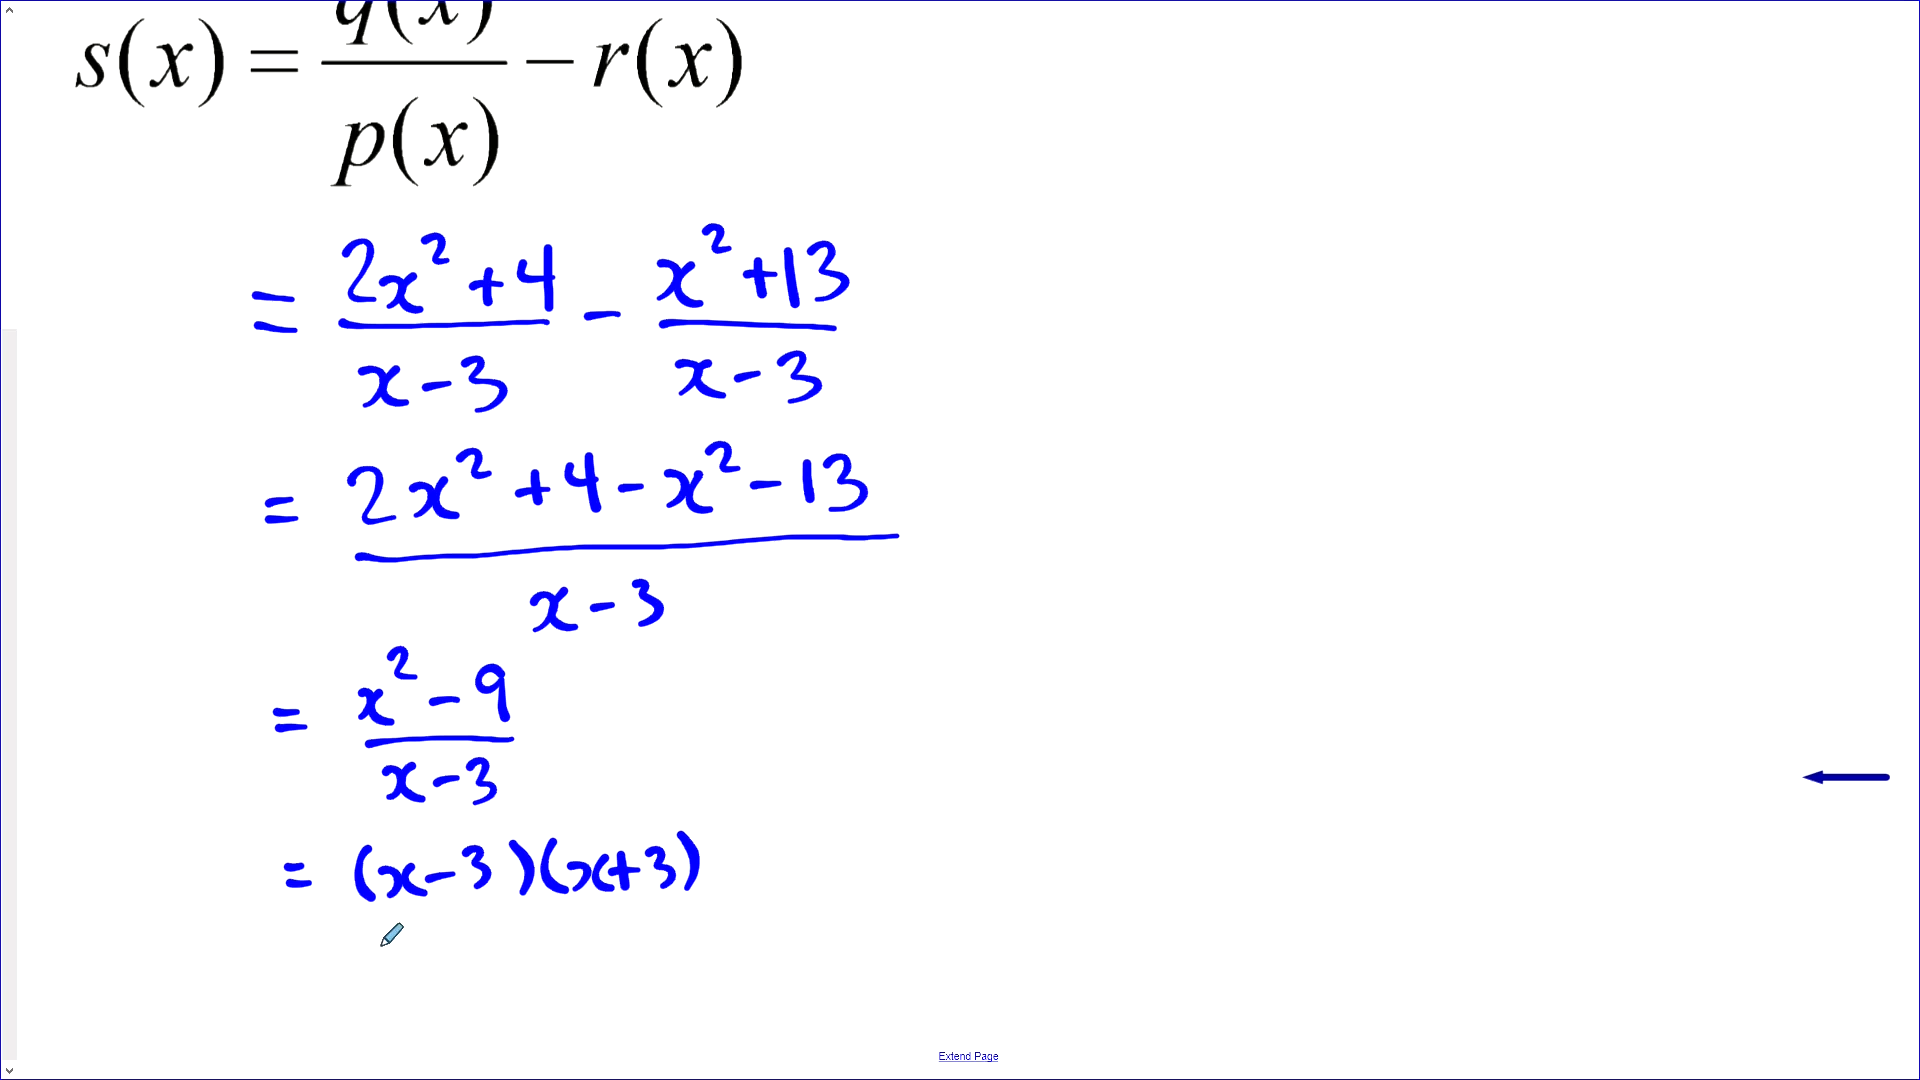 s(x) = q(x)/p(x) − r(x)
= (2x² + 4)/(x − 3) − (x² + 13)/(x − 3)
= (2x² + 4 − x² − 13)/(x − 3)
= (x² − 9)/(x − 3)
= (x − 3)(x + 3)
Extend Page